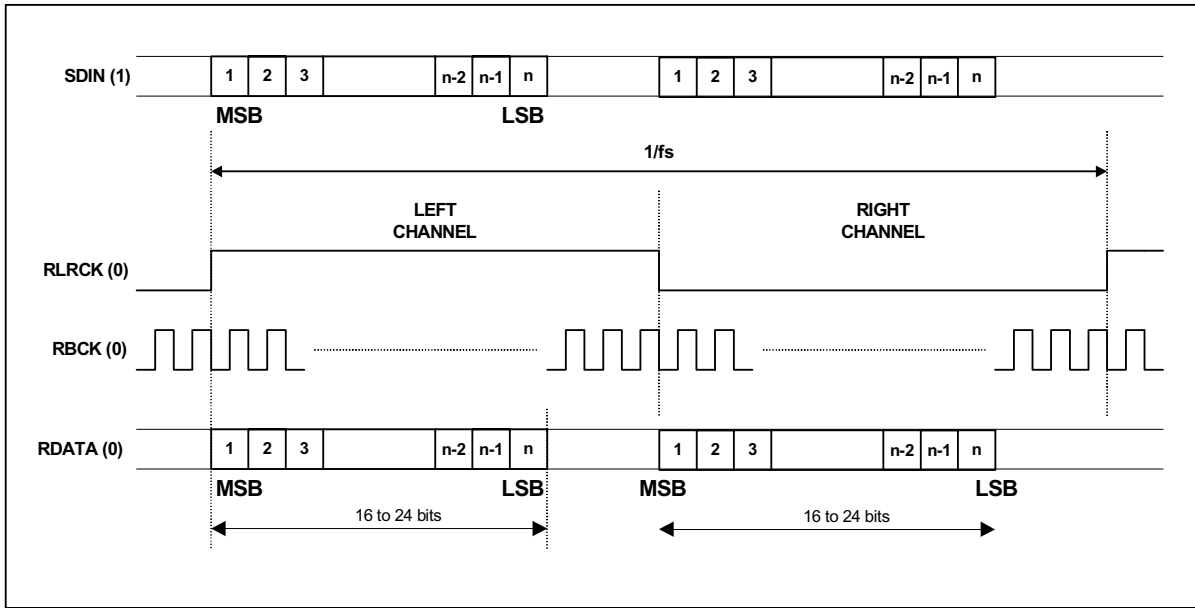 SDIN (1) 1 2 3 n-2 n-1 n 1 2 3 n-2 n-1 n
MSB LSB
1/fs
LEFT RIGHT
CHANNEL CHANNEL
RLRCK (0)
RBCK (0)
RDATA (0) 1 2 3 n-2 n-1 n 1 2 3 n-2 n-1 n
MSB LSB MSB LSB
16 to 24 bits 16 to 24 bits